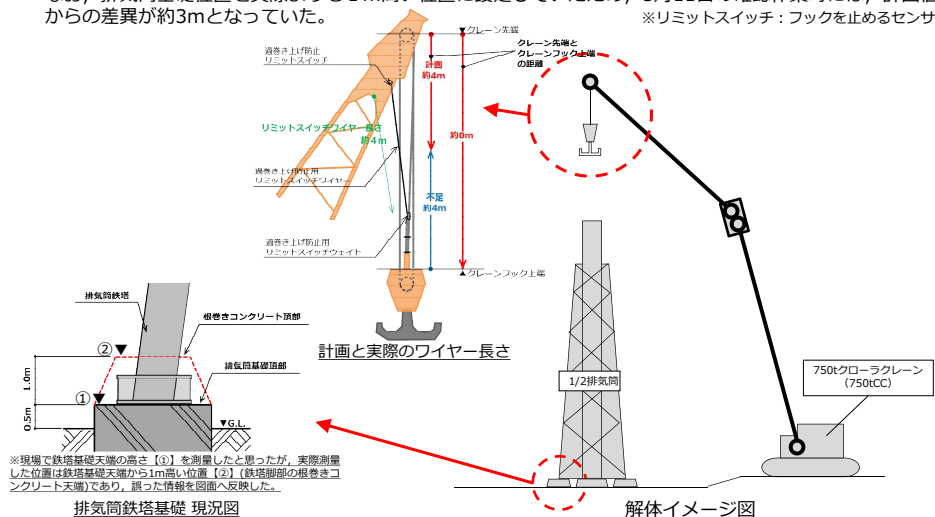 からの差異が約3mとなっていた。
※リミットスイッチ：フックを止めるセンサ
過巻き上げ防止
リミットスイッチ
クレーン先端
クレーン先端と
クレーンフック上端
の距離
計画
約4m
リミットスイッチワイヤー長さ
約4m
約8m
過巻き上げ防止用
リミットスイッチワイヤー
不足
約4m
過巻き上げ防止用
リミットスイッチウェイト
▲クレーンフック上端
計画と実際のワイヤー長さ
排気筒鉄塔
根巻きコンクリート頂部
②
排気筒基礎頂部
1.0m
①
0.5m
▼G.L.
※現場で鉄塔基礎天端の高さ【①】を測量したと思ったが，実際測量
した位置は鉄塔基礎天端から1m高い位置【②】(鉄塔脚部の根巻きコ
ンクリート天端)であり，誤った情報を図面へ反映した。
排気筒鉄塔基礎 現況図
1/2排気筒
750tクローラクレーン
（750tCC）
解体イメージ図